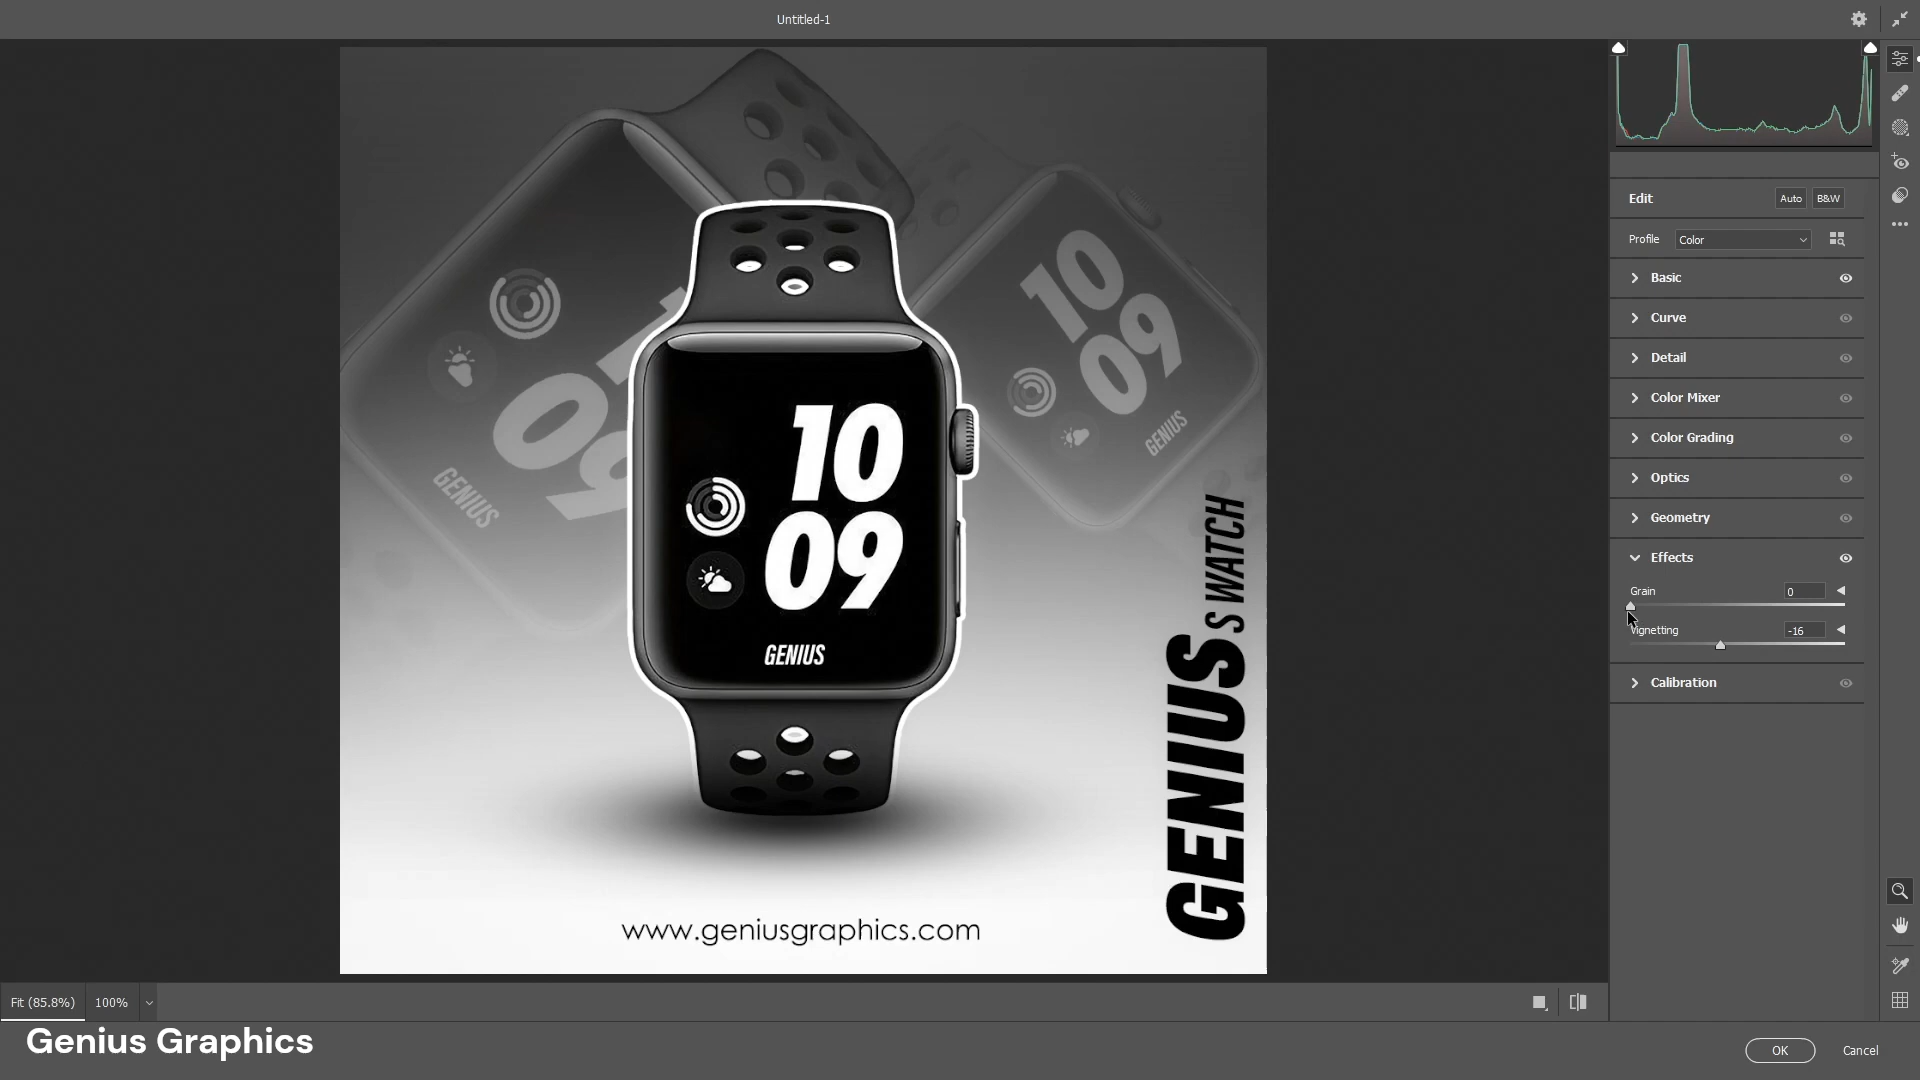 Untitled-1
Edit
Auto
B&W
Profile
Color
Basic
Curve
Detail
Color Mixer
Color Grading
Optics
Geometry
Effects
Grain
0
Vignetting
-16
Calibration
10
09
GENIUS
10
09
GENIUS
10
09
GENIUS
GENIUS S WATCH
www.geniusgraphics.com
Fit (85.8%)
100%
Genius Graphics
OK
Cancel